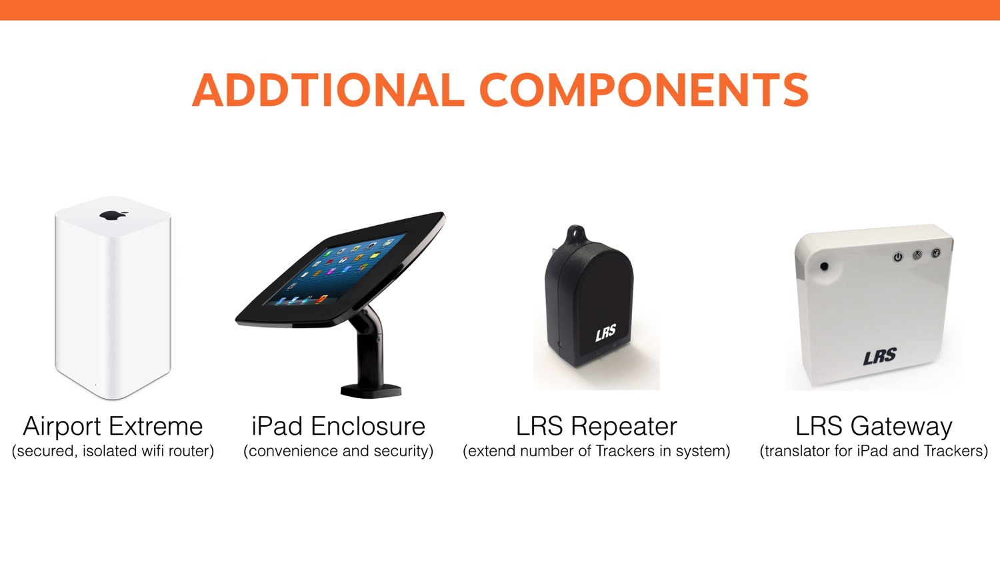 ADDTIONAL COMPONENTS
LRS
LRS
Airport Extreme
(secured, isolated wifi router)
iPad Enclosure
(convenience and security)
LRS Repeater
(extend number of Trackers in system)
LRS Gateway
(translator for iPad and Trackers)